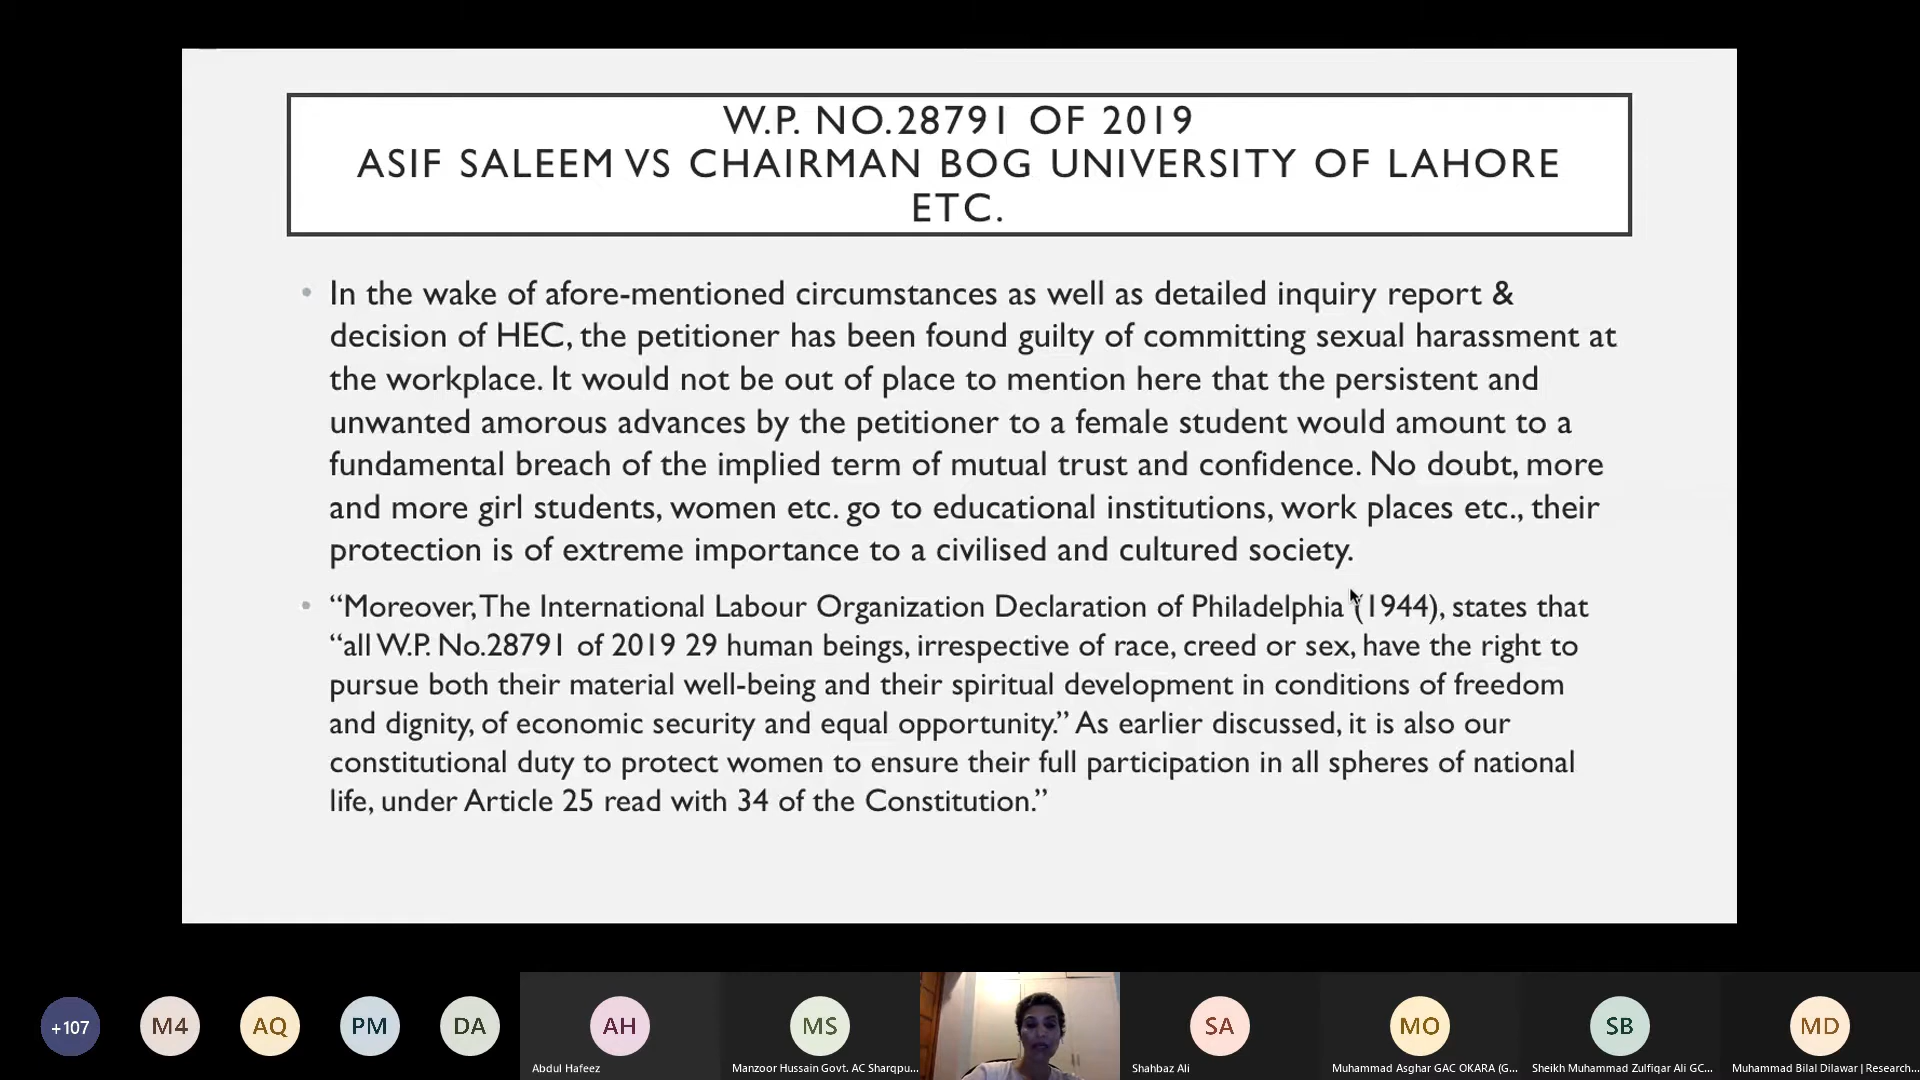 W.P. NO.28791 OF 2019
ASIF SALEEM VS CHAIRMAN BOG UNIVERSITY OF LAHORE
ETC.
• In the wake of afore-mentioned circumstances as well as detailed inquiry report &
decision of HEC, the petitioner has been found guilty of committing sexual harassment at
the workplace. It would not be out of place to mention here that the persistent and
unwanted amorous advances by the petitioner to a female student would amount to a
fundamental breach of the implied term of mutual trust and confidence. No doubt, more
and more girl students, women etc. go to educational institutions, work places etc., their
protection is of extreme importance to a civilised and cultured society.
• “Moreover, The International Labour Organization Declaration of Philadelphia (1944), states that
“all W.P. No.28791 of 2019 29 human beings, irrespective of race, creed or sex, have the right to
pursue both their material well-being and their spiritual development in conditions of freedom
and dignity, of economic security and equal opportunity.” As earlier discussed, it is also our
constitutional duty to protect women to ensure their full participation in all spheres of national
life, under Article 25 read with 34 of the Constitution.”
+107 M4 AQ PM DA AH MS SA MO SB MD
Abdul Hafeez Manzoor Hussain Govt. AC Sharqpu... Shahbaz Ali Muhammad Asghar GAC OKARA (G... Sheikh Muhammad Zulfiqar Ali GC... Muhammad Bilal Dilawar | Research...